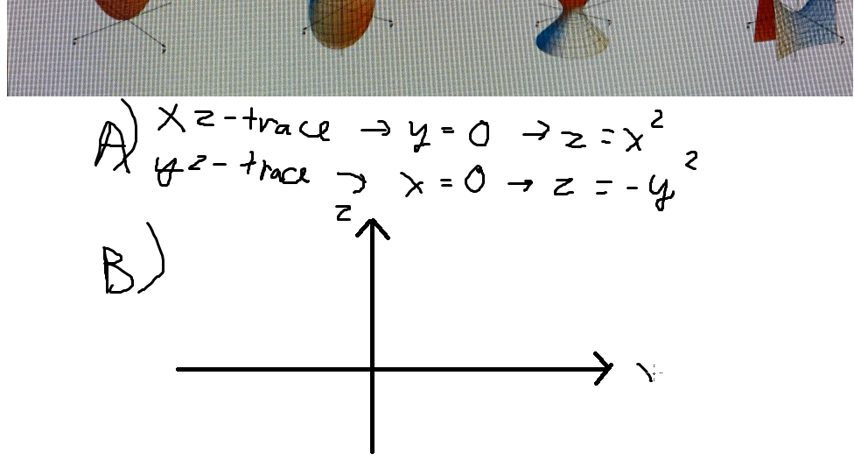 A) xz-trace → y = 0 → z = x²
yz-trace → x = 0 → z = -y²
B)
z